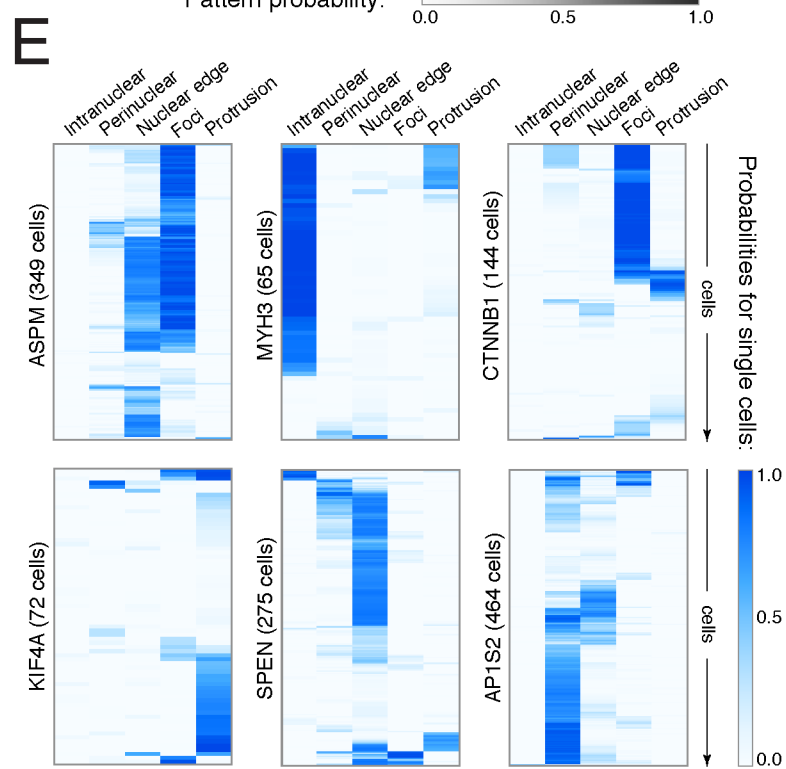 Pattern probability:
0.0 0.5 1.0
E
Intranuclear Perinuclear Nuclear edge Foci Protrusion
Intranuclear Perinuclear Nuclear edge Foci Protrusion
Intranuclear Perinuclear Nuclear edge Foci Protrusion
ASPM (349 cells)
MYH3 (65 cells)
CTNNB1 (144 cells)
cells
Probabilities for single cells:
KIF4A (72 cells)
SPEN (275 cells)
AP1S2 (464 cells)
cells
1.0
0.5
0.0